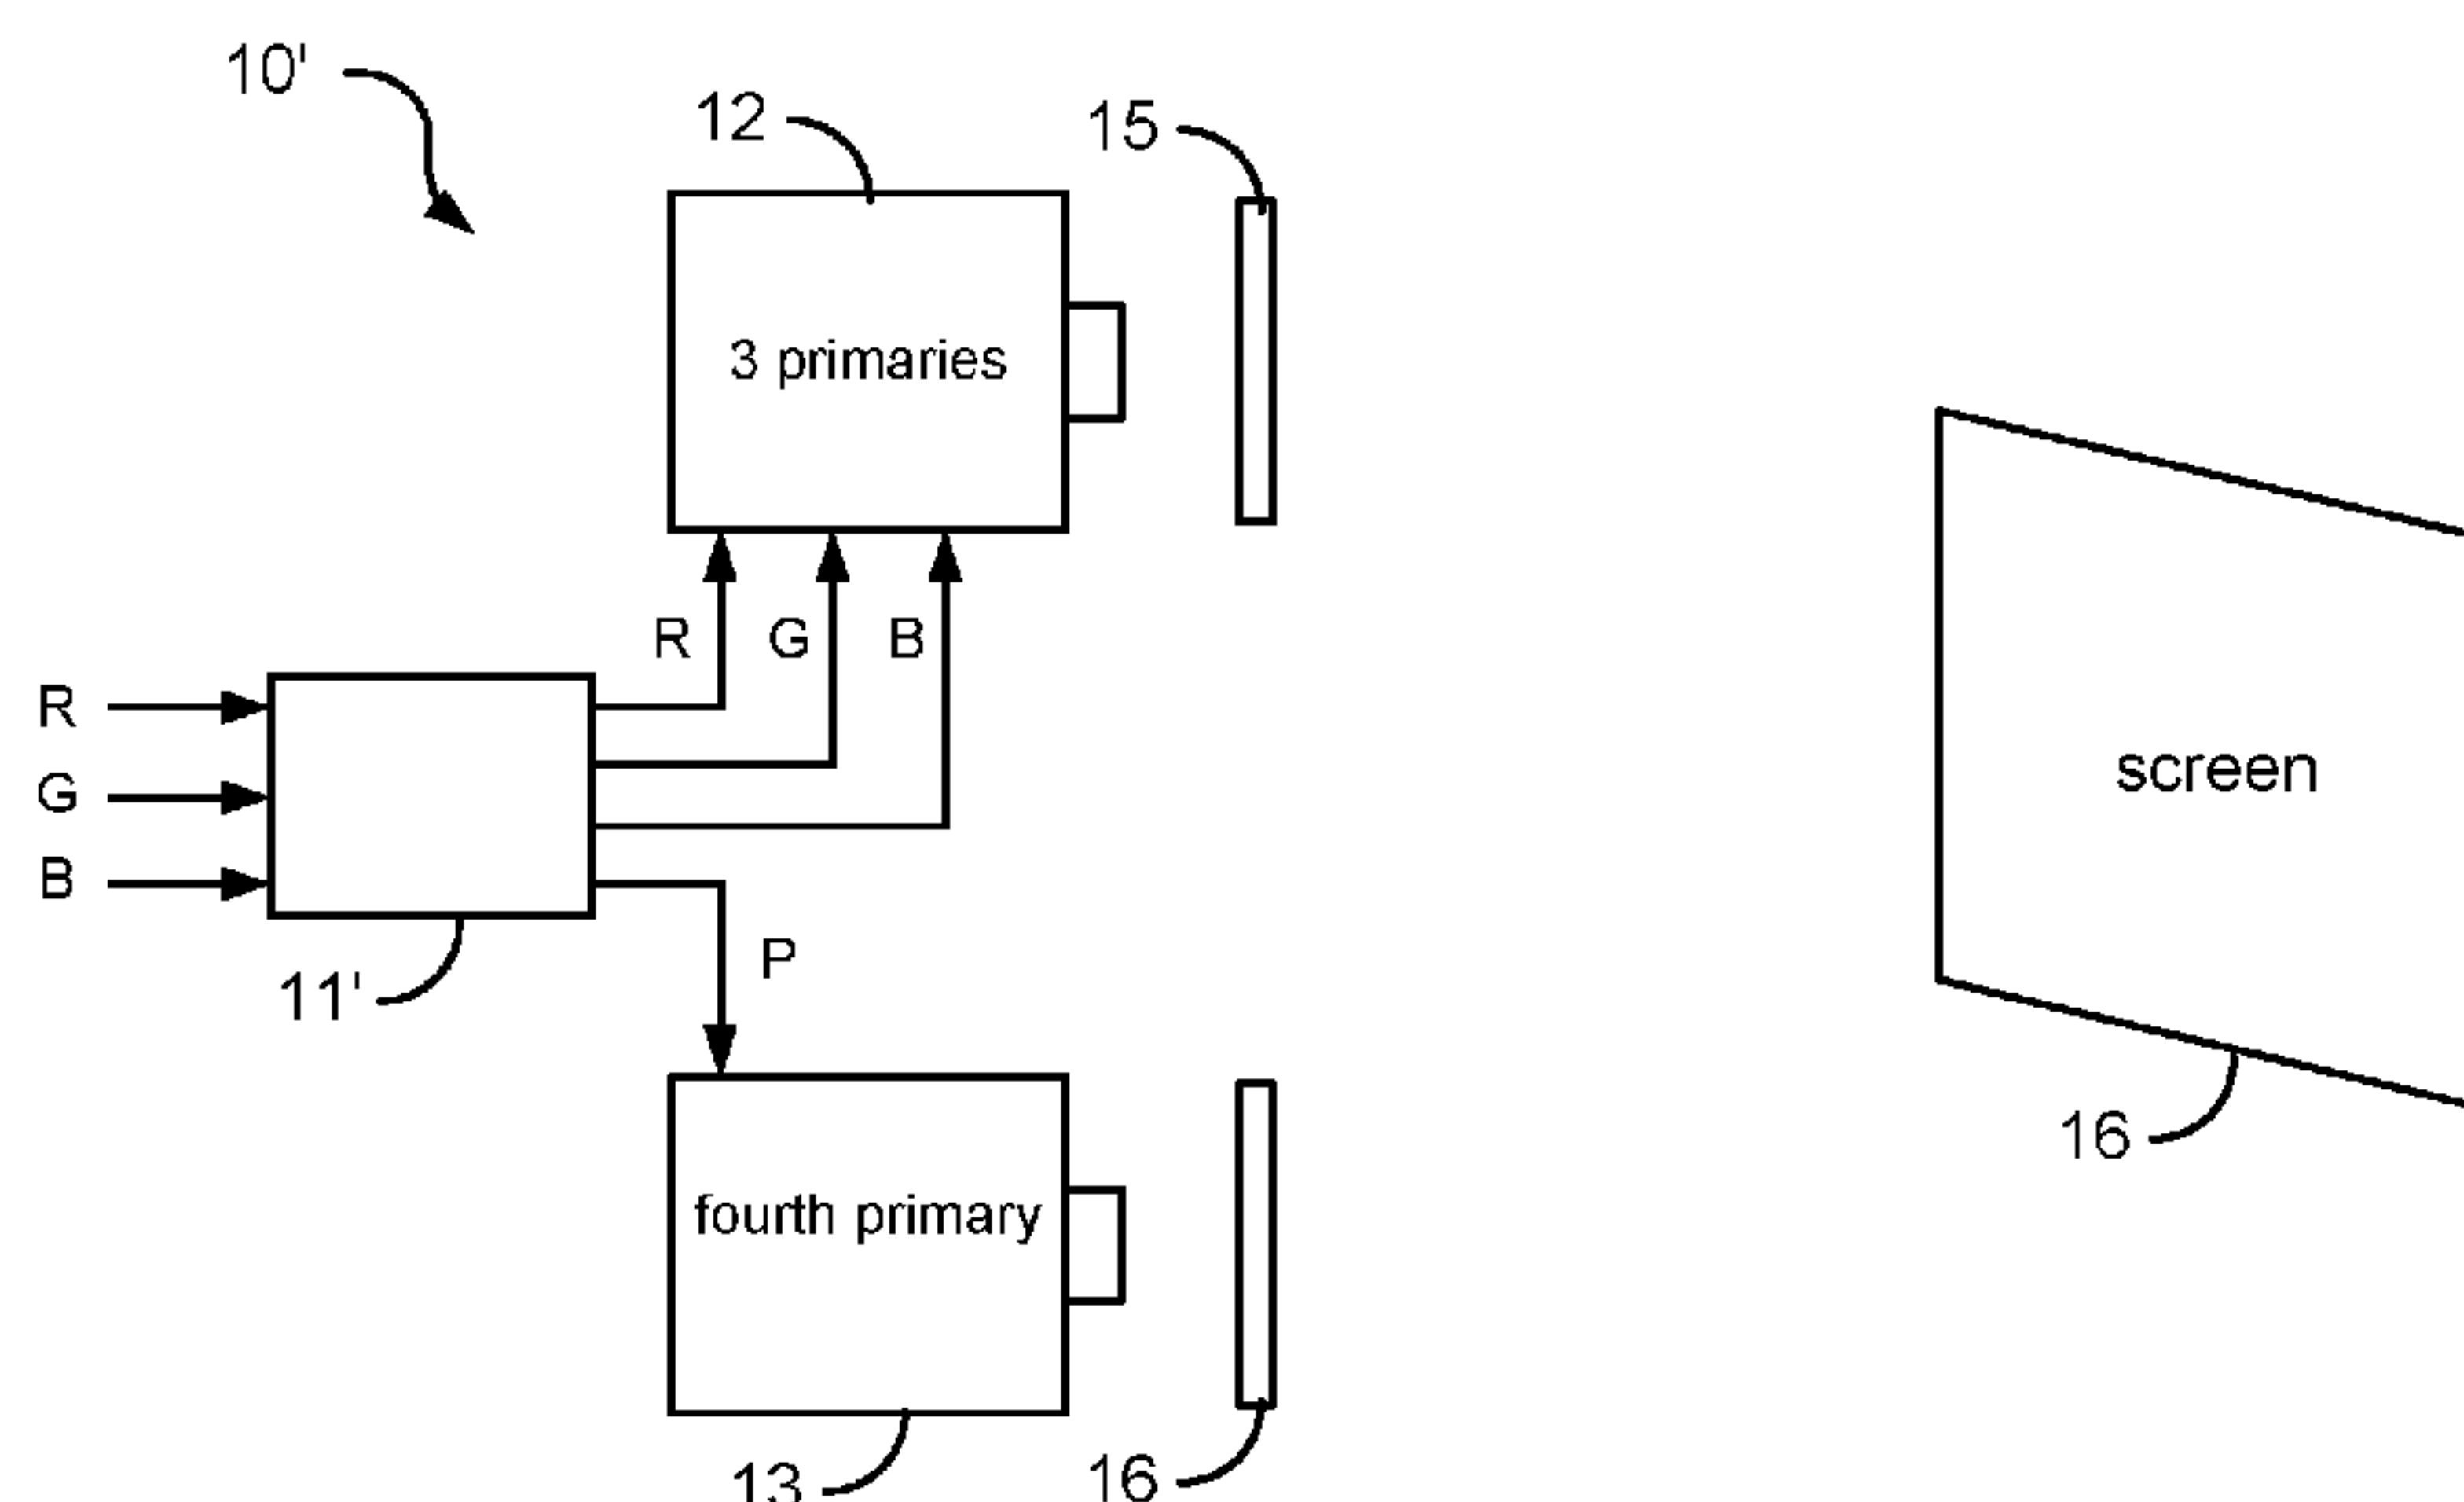 10'
12
15
3 primaries
R G B
R
G
B
screen
11'
P
16
fourth primary
13
16